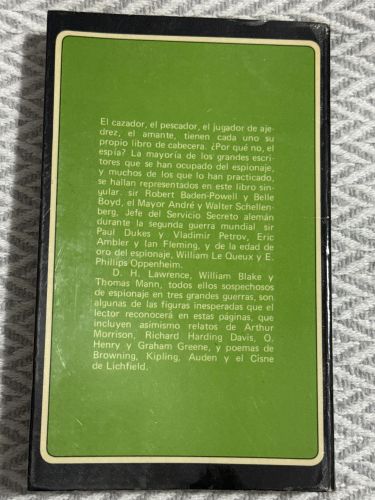 El cazador, el pescador, el jugador de aje-
drez, el amante, tienen cada uno su
propio libro de cabecera. ¿Por qué no, el
espía? La mayoría de los grandes escri-
tores que se han ocupado del espionaje,
y muchos de los que lo han practicado,
se hallan representados en este libro sin-
gular. sir Robert Baden-Powell y Belle
Boyd, el Mayor André y Walter Schellen-
berg, Jefe del Servicio Secreto alemán
durante la segunda guerra mundial sir
Paul Dukes y Vladimir Petrov, Eric
Ambler y Ian Fleming, y de la edad de
oro del espionaje, William Le Queux y E.
Phillips Oppenheim.
D. H. Lawrence, William Blake y
Thomas Mann, todos ellos sospechosos
de espionaje en tres grandes guerras, son
algunas de las figuras inesperadas que el
lector reconocerá en estas páginas, que
incluyen asimismo relatos de Arthur
Morrison, Richard Harding Davis, O.
Henry y Graham Greene, y poemas de
Browning, Kipling, Auden y el Cisne
de Lichfield.